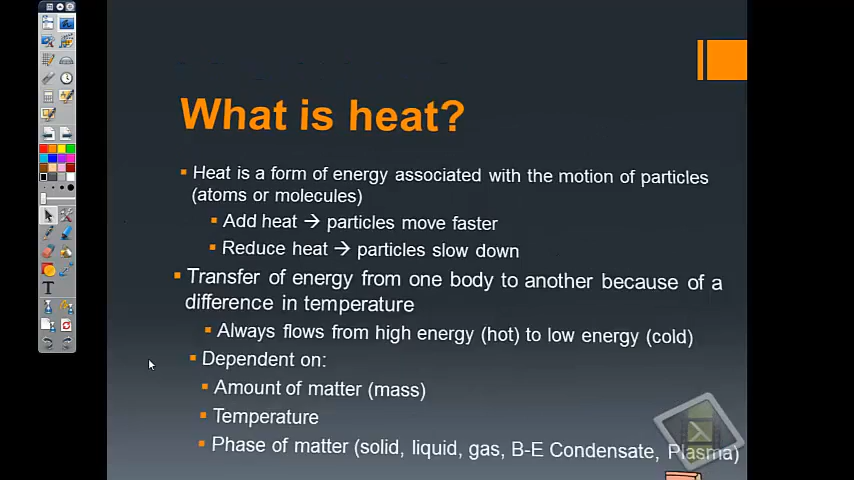 What is heat?
Heat is a form of energy associated with the motion of particles
(atoms or molecules)
Add heat → particles move faster
Reduce heat → particles slow down
Transfer of energy from one body to another because of a
difference in temperature
Always flows from high energy (hot) to low energy (cold)
Dependent on:
Amount of matter (mass)
Temperature
Phase of matter (solid, liquid, gas, B-E Condensate, Plasma)